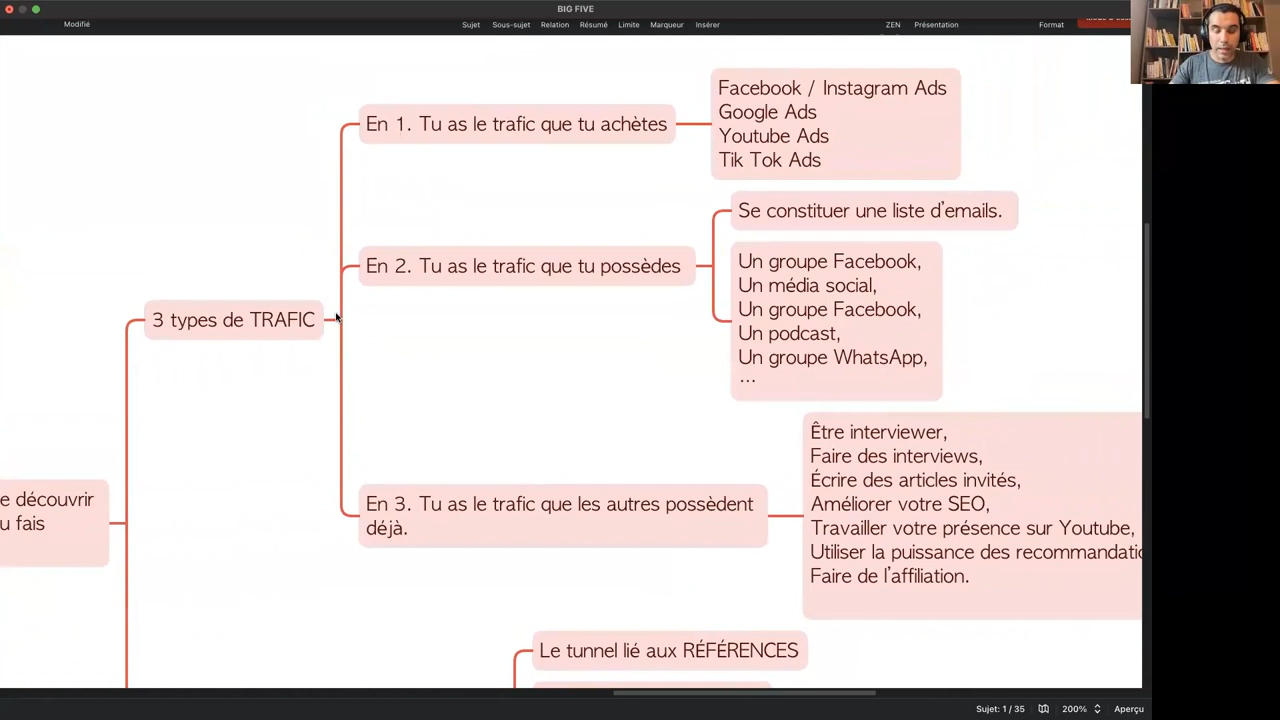 BIG FIVE
Modifié
Sujet
Sous-sujet
Relation
Résumé
Limite
Marqueur
Insérer
ZEN
Présentation
Format
Facebook / Instagram Ads
Google Ads
Youtube Ads
Tik Tok Ads
En 1. Tu as le trafic que tu achètes
Se constituer une liste d'emails.
En 2. Tu as le trafic que tu possèdes
Un groupe Facebook,
Un média social,
Un groupe Facebook,
Un podcast,
Un groupe WhatsApp,
...
3 types de TRAFIC
Être interviewer,
Faire des interviews,
Écrire des articles invités,
Améliorer votre SEO,
Travailler votre présence sur Youtube,
Utiliser la puissance des recommandatio
Faire de l'affiliation.
En 3. Tu as le trafic que les autres possèdent
déjà.
e découvrir
u fais
Le tunnel lié aux RÉFÉRENCES
Sujet: 1 / 35
200%
Aperçu